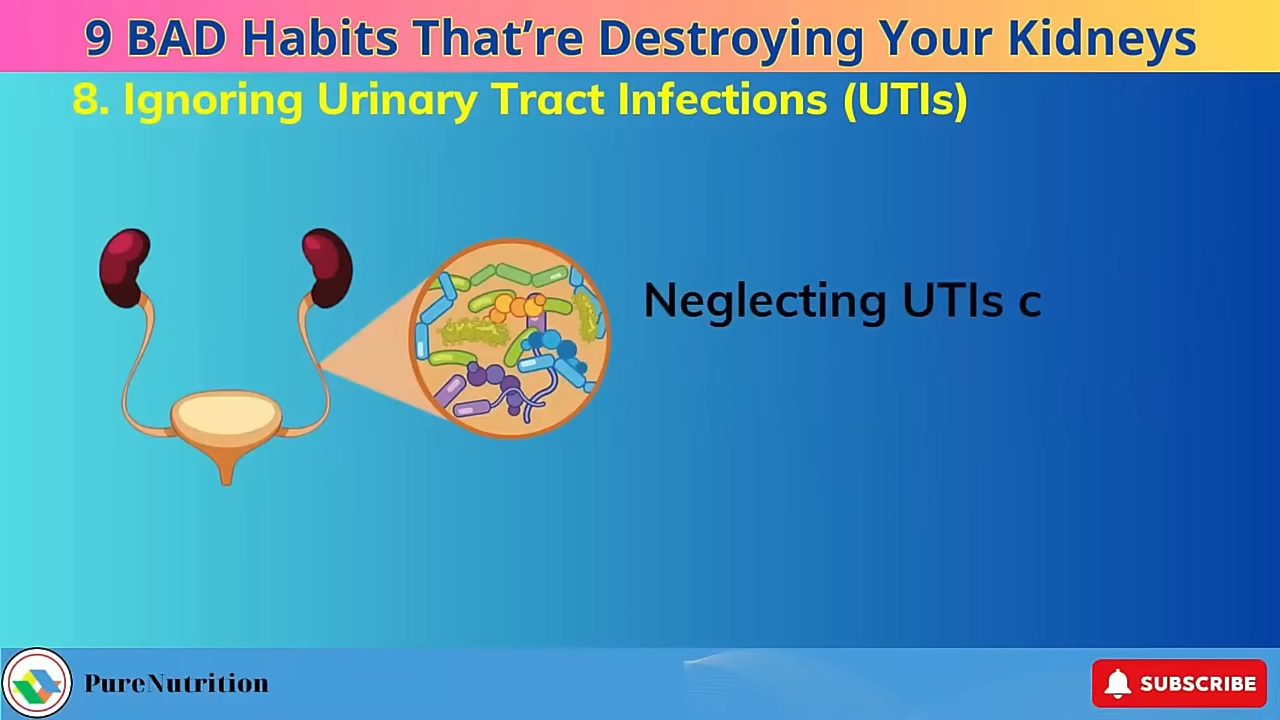 9 BAD Habits That’re Destroying Your Kidneys
8. Ignoring Urinary Tract Infections (UTIs)
Neglecting UTIs c
PureNutrition
SUBSCRIBE